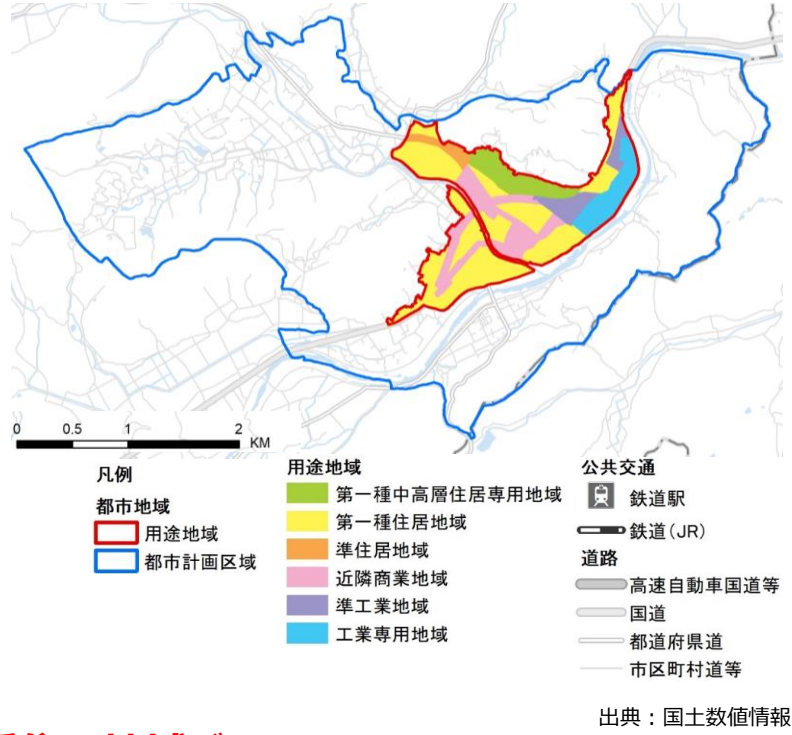 0 0.5 1 2
KM
凡例
都市地域
用途地域
都市計画区域
用途地域
第一種中高層住居専用地域
第一種住居地域
準住居地域
近隣商業地域
準工業地域
工業専用地域
公共交通
鉄道駅
鉄道(JR)
道路
高速自動車国道等
国道
都道府県道
市区町村道等
出典：国土数値情報